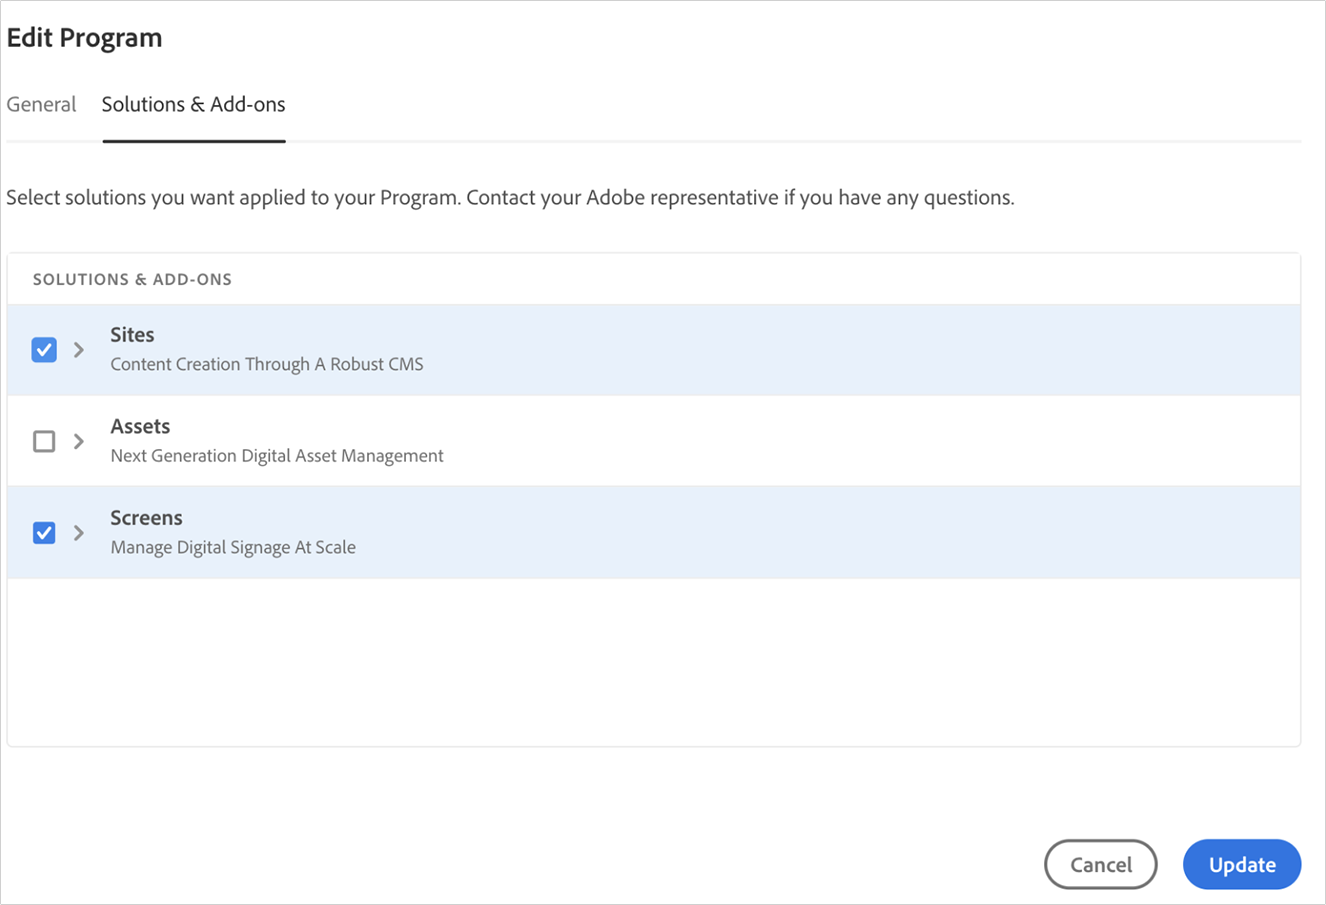 Edit Program
General Solutions & Add-ons
Select solutions you want applied to your Program. Contact your Adobe representative if you have any questions.
SOLUTIONS & ADD-ONS
Sites
Content Creation Through A Robust CMS
Assets
Next Generation Digital Asset Management
Screens
Manage Digital Signage At Scale
Cancel Update